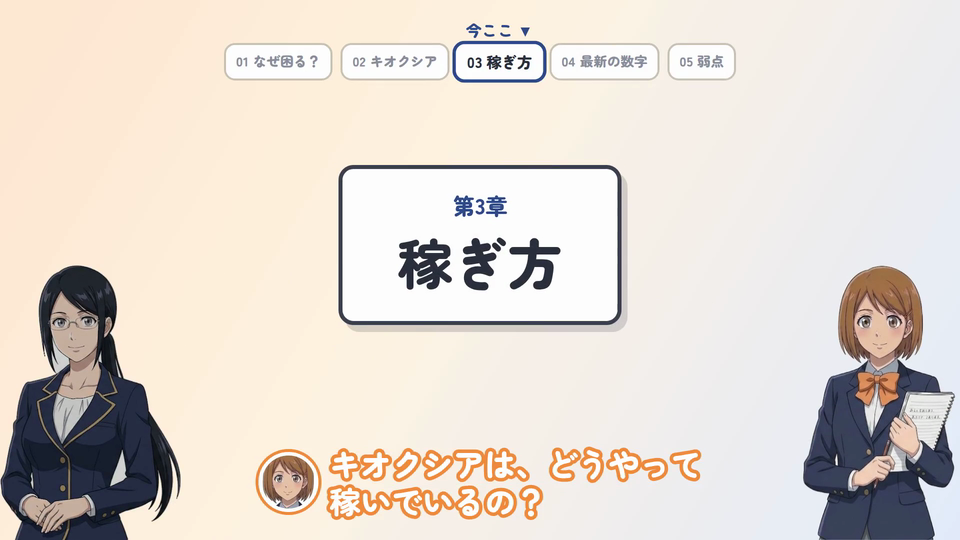 今ここ ▼
01 なぜ困る?
02 キオクシア
03 稼ぎ方
04 最新の数字
05 弱点
第3章
稼ぎ方
キオクシアは、どうやって
稼いでいるの?